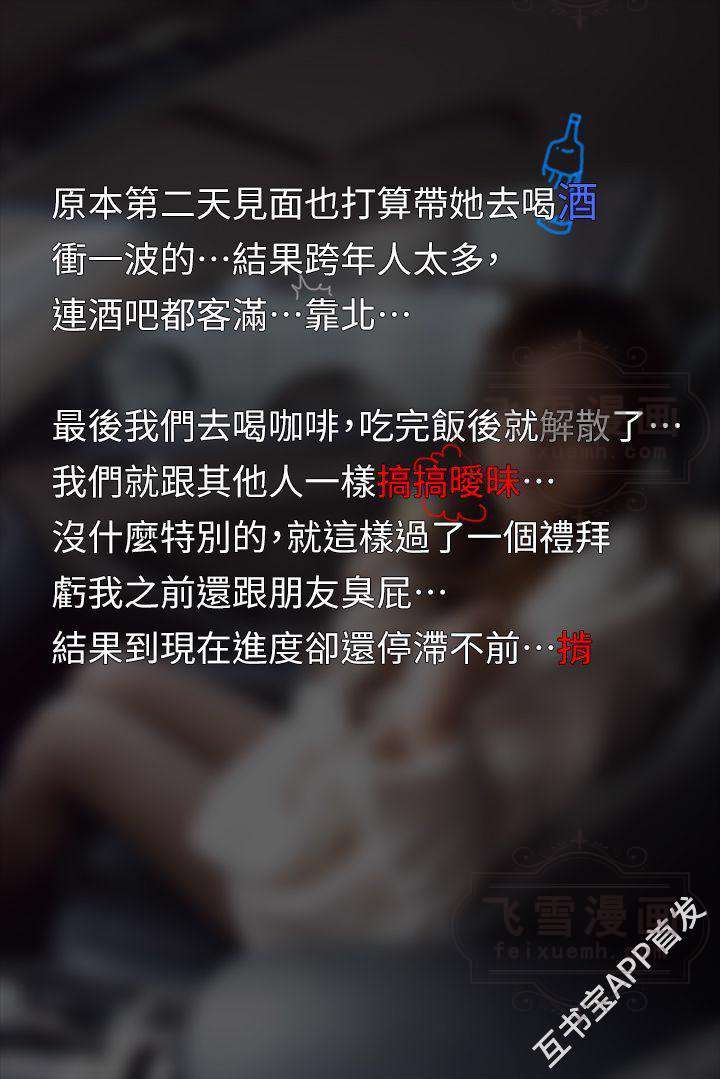 原本第二天見面也打算帶她去喝酒
衝一波的⋯結果跨年人太多，
連酒吧都客滿⋯靠北⋯
最後我們去喝咖啡，吃完飯後就解散了⋯
我們就跟其他人一樣搞搞曖昧⋯
沒什麼特別的，就這樣過了一個禮拜
虧我之前還跟朋友臭屁⋯
結果到現在進度卻還停滯不前⋯揹
飞雪漫画
feixuemh.com
飞雪漫画
feixuemh.com
互书宝APP首发